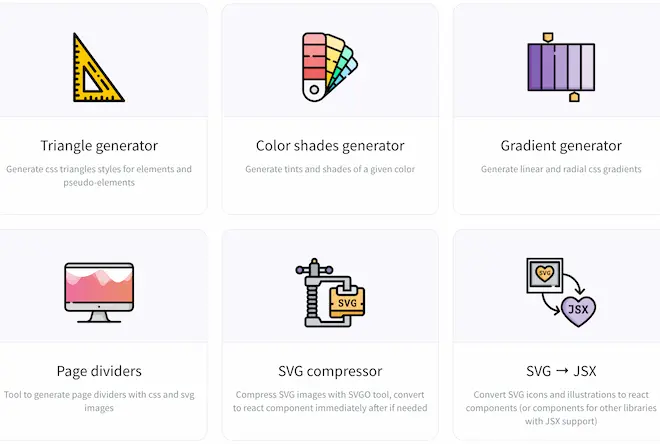 Triangle generator
Generate css triangles styles for elements and
pseudo-elements
Color shades generator
Generate tints and shades of a given color
Gradient generator
Generate linear and radial css gradients
SVG
SVG
JSX
Page dividers
Tool to generate page dividers with css and svg
images
SVG compressor
Compress SVG images with SVGO tool, convert
to react component immediately after if needed
SVG → JSX
Convert SVG icons and illustrations to react
components (or components for other libraries
with JSX support)